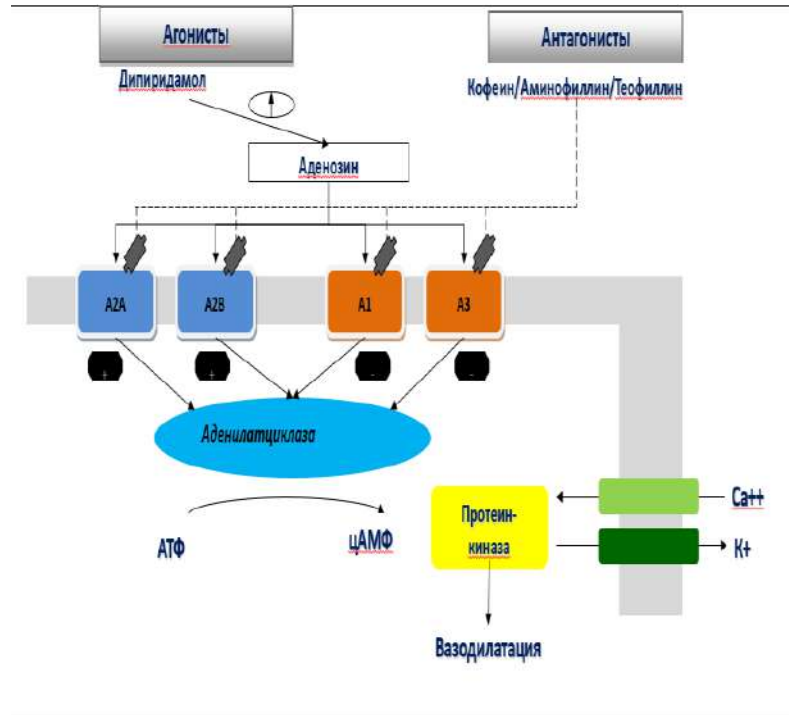 Агонисты
Антагонисты
Дипиридамол
Кофеин/Аминофиллин/Теофиллин
Аденозин
A2A
A2B
A1
A3
+
+
-
-
Аденилатциклаза
АТФ
цАМФ
Протеин-
киназа
Ca++
K+
Вазодилатация